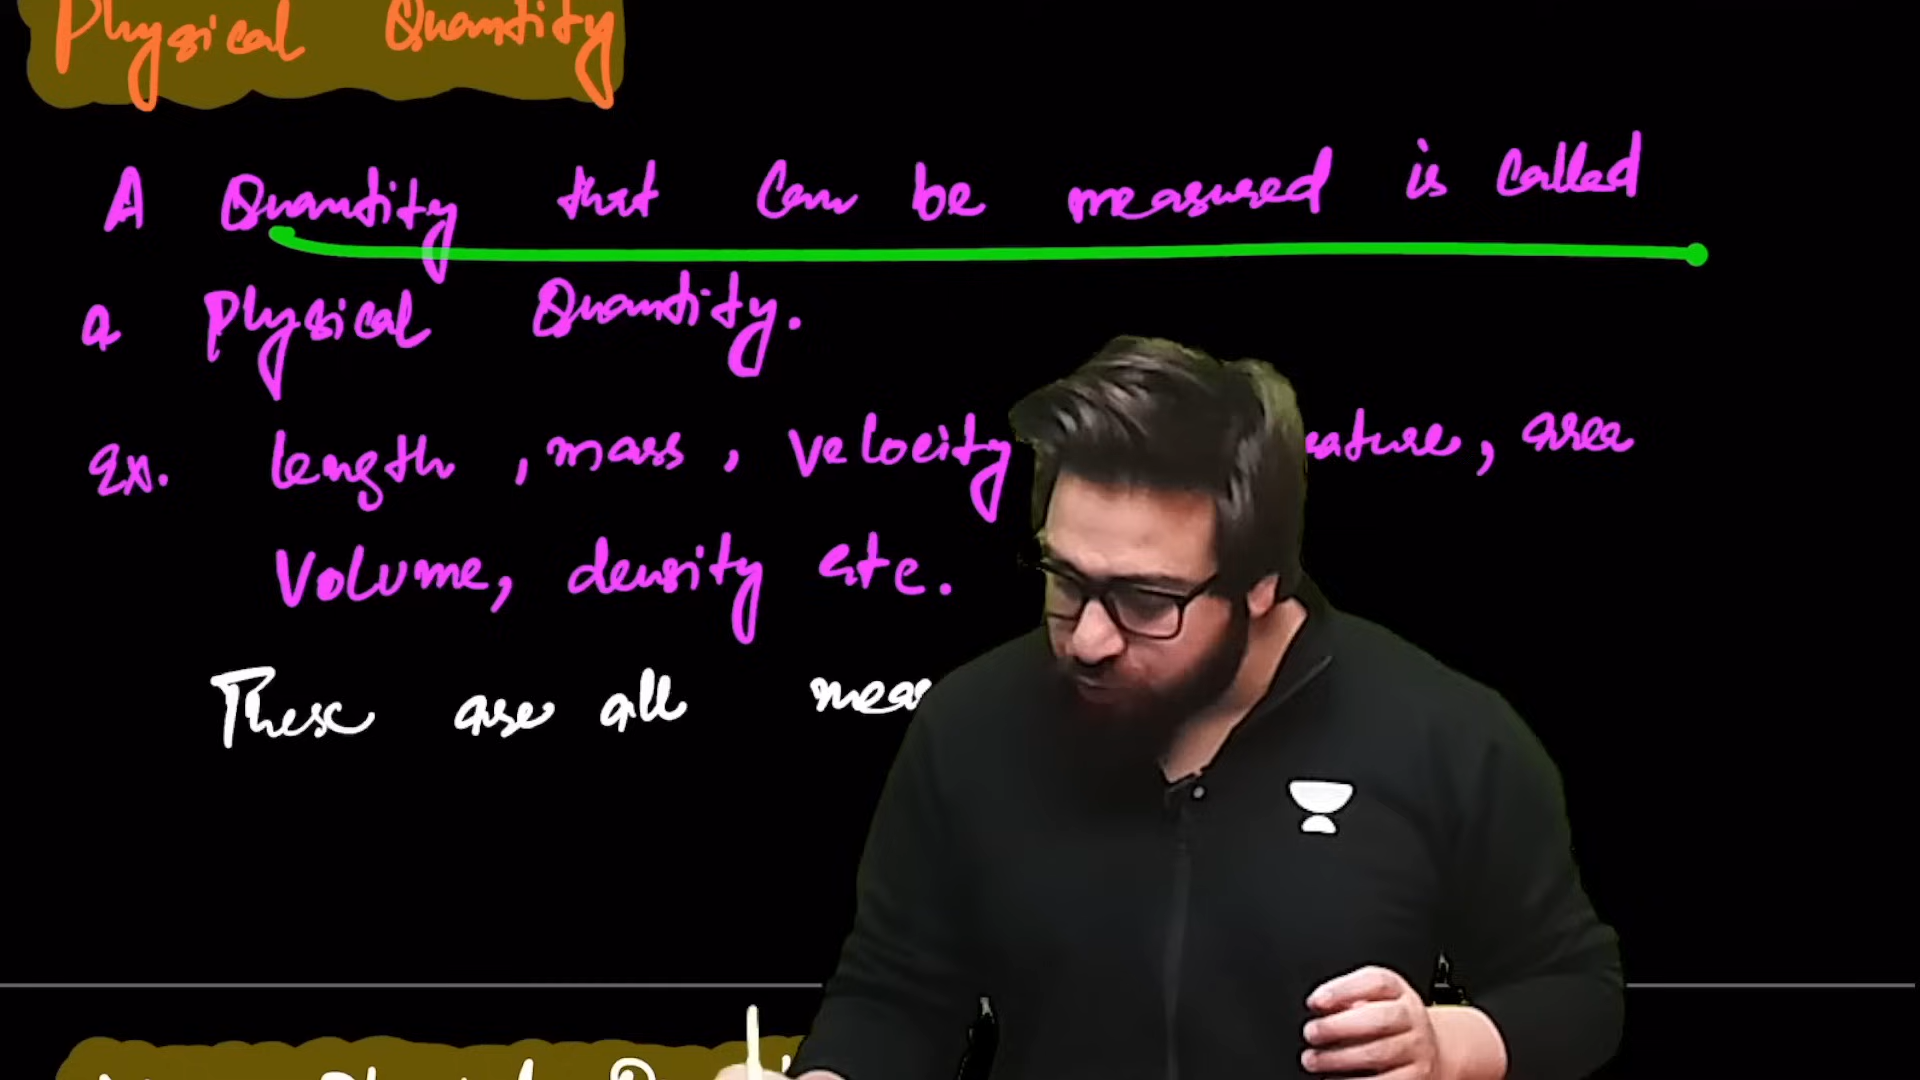 Physical Quantity
A Quantity that can be measured is called
a Physical Quantity.
Ex. length, mass, velocity , area
Volume, density etc.
These are all